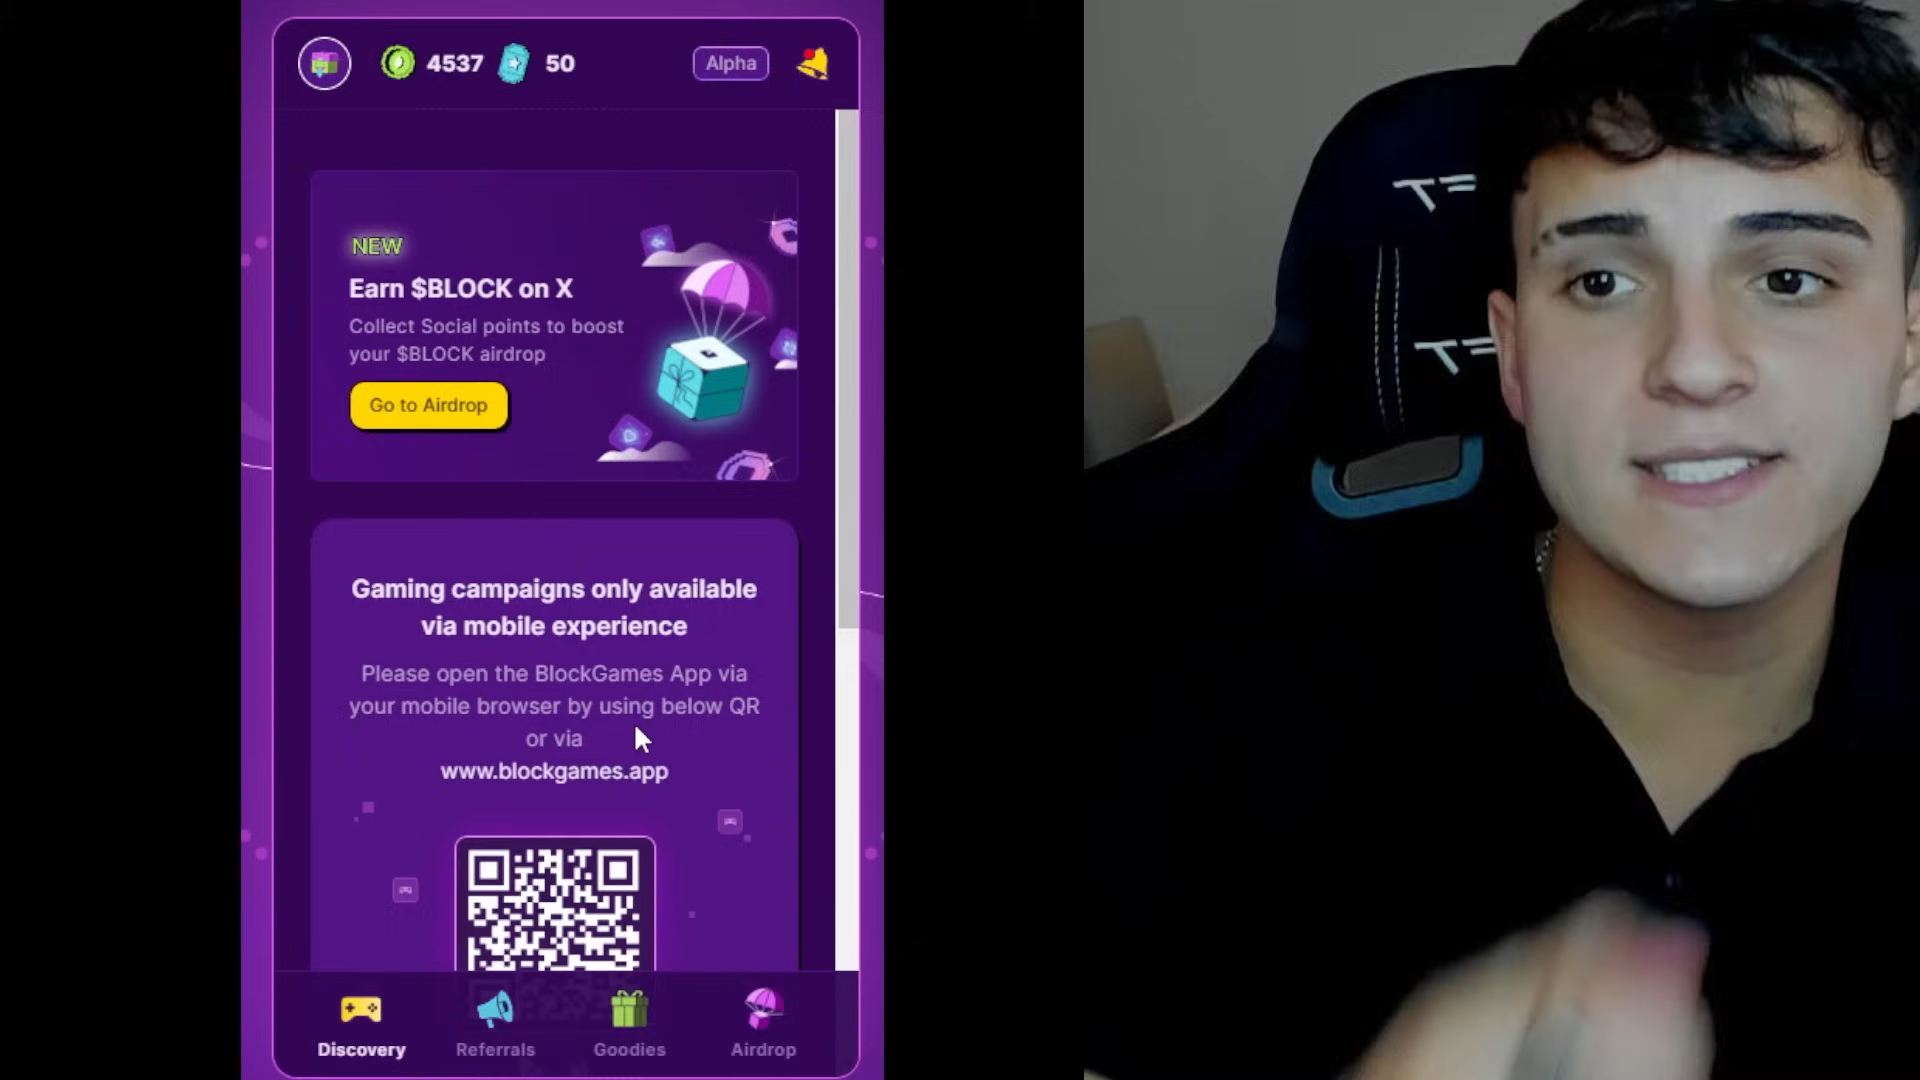 4537
50
Alpha
NEW
Earn $BLOCK on X
Collect Social points to boost
your $BLOCK airdrop
Go to Airdrop
Gaming campaigns only available
via mobile experience
Please open the BlockGames App via
your mobile browser by using below QR
or via
www.blockgames.app
Discovery
Referrals
Goodies
Airdrop